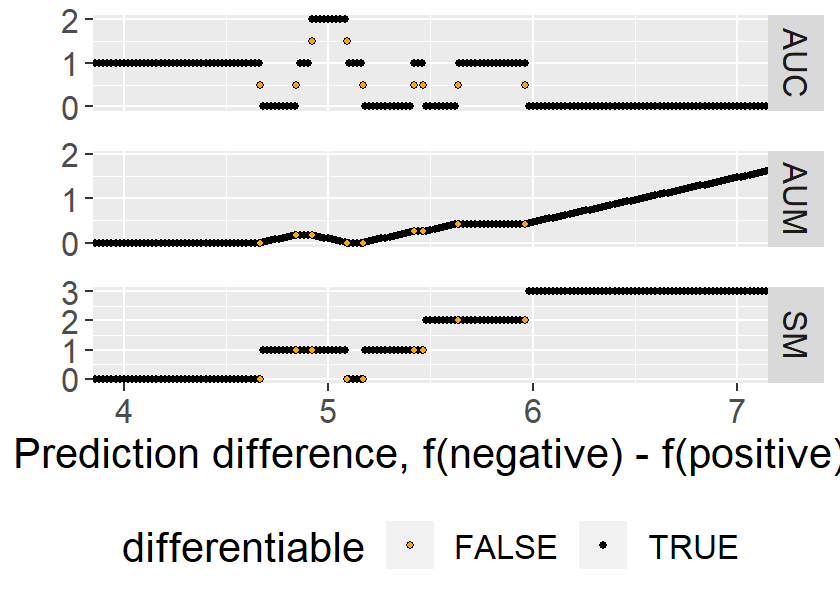 2
1
0
AUC
2
1
0
AUM
3
2
1
0
SM
4 5 6 7
Prediction difference, f(negative) - f(positive)
differentiable FALSE TRUE